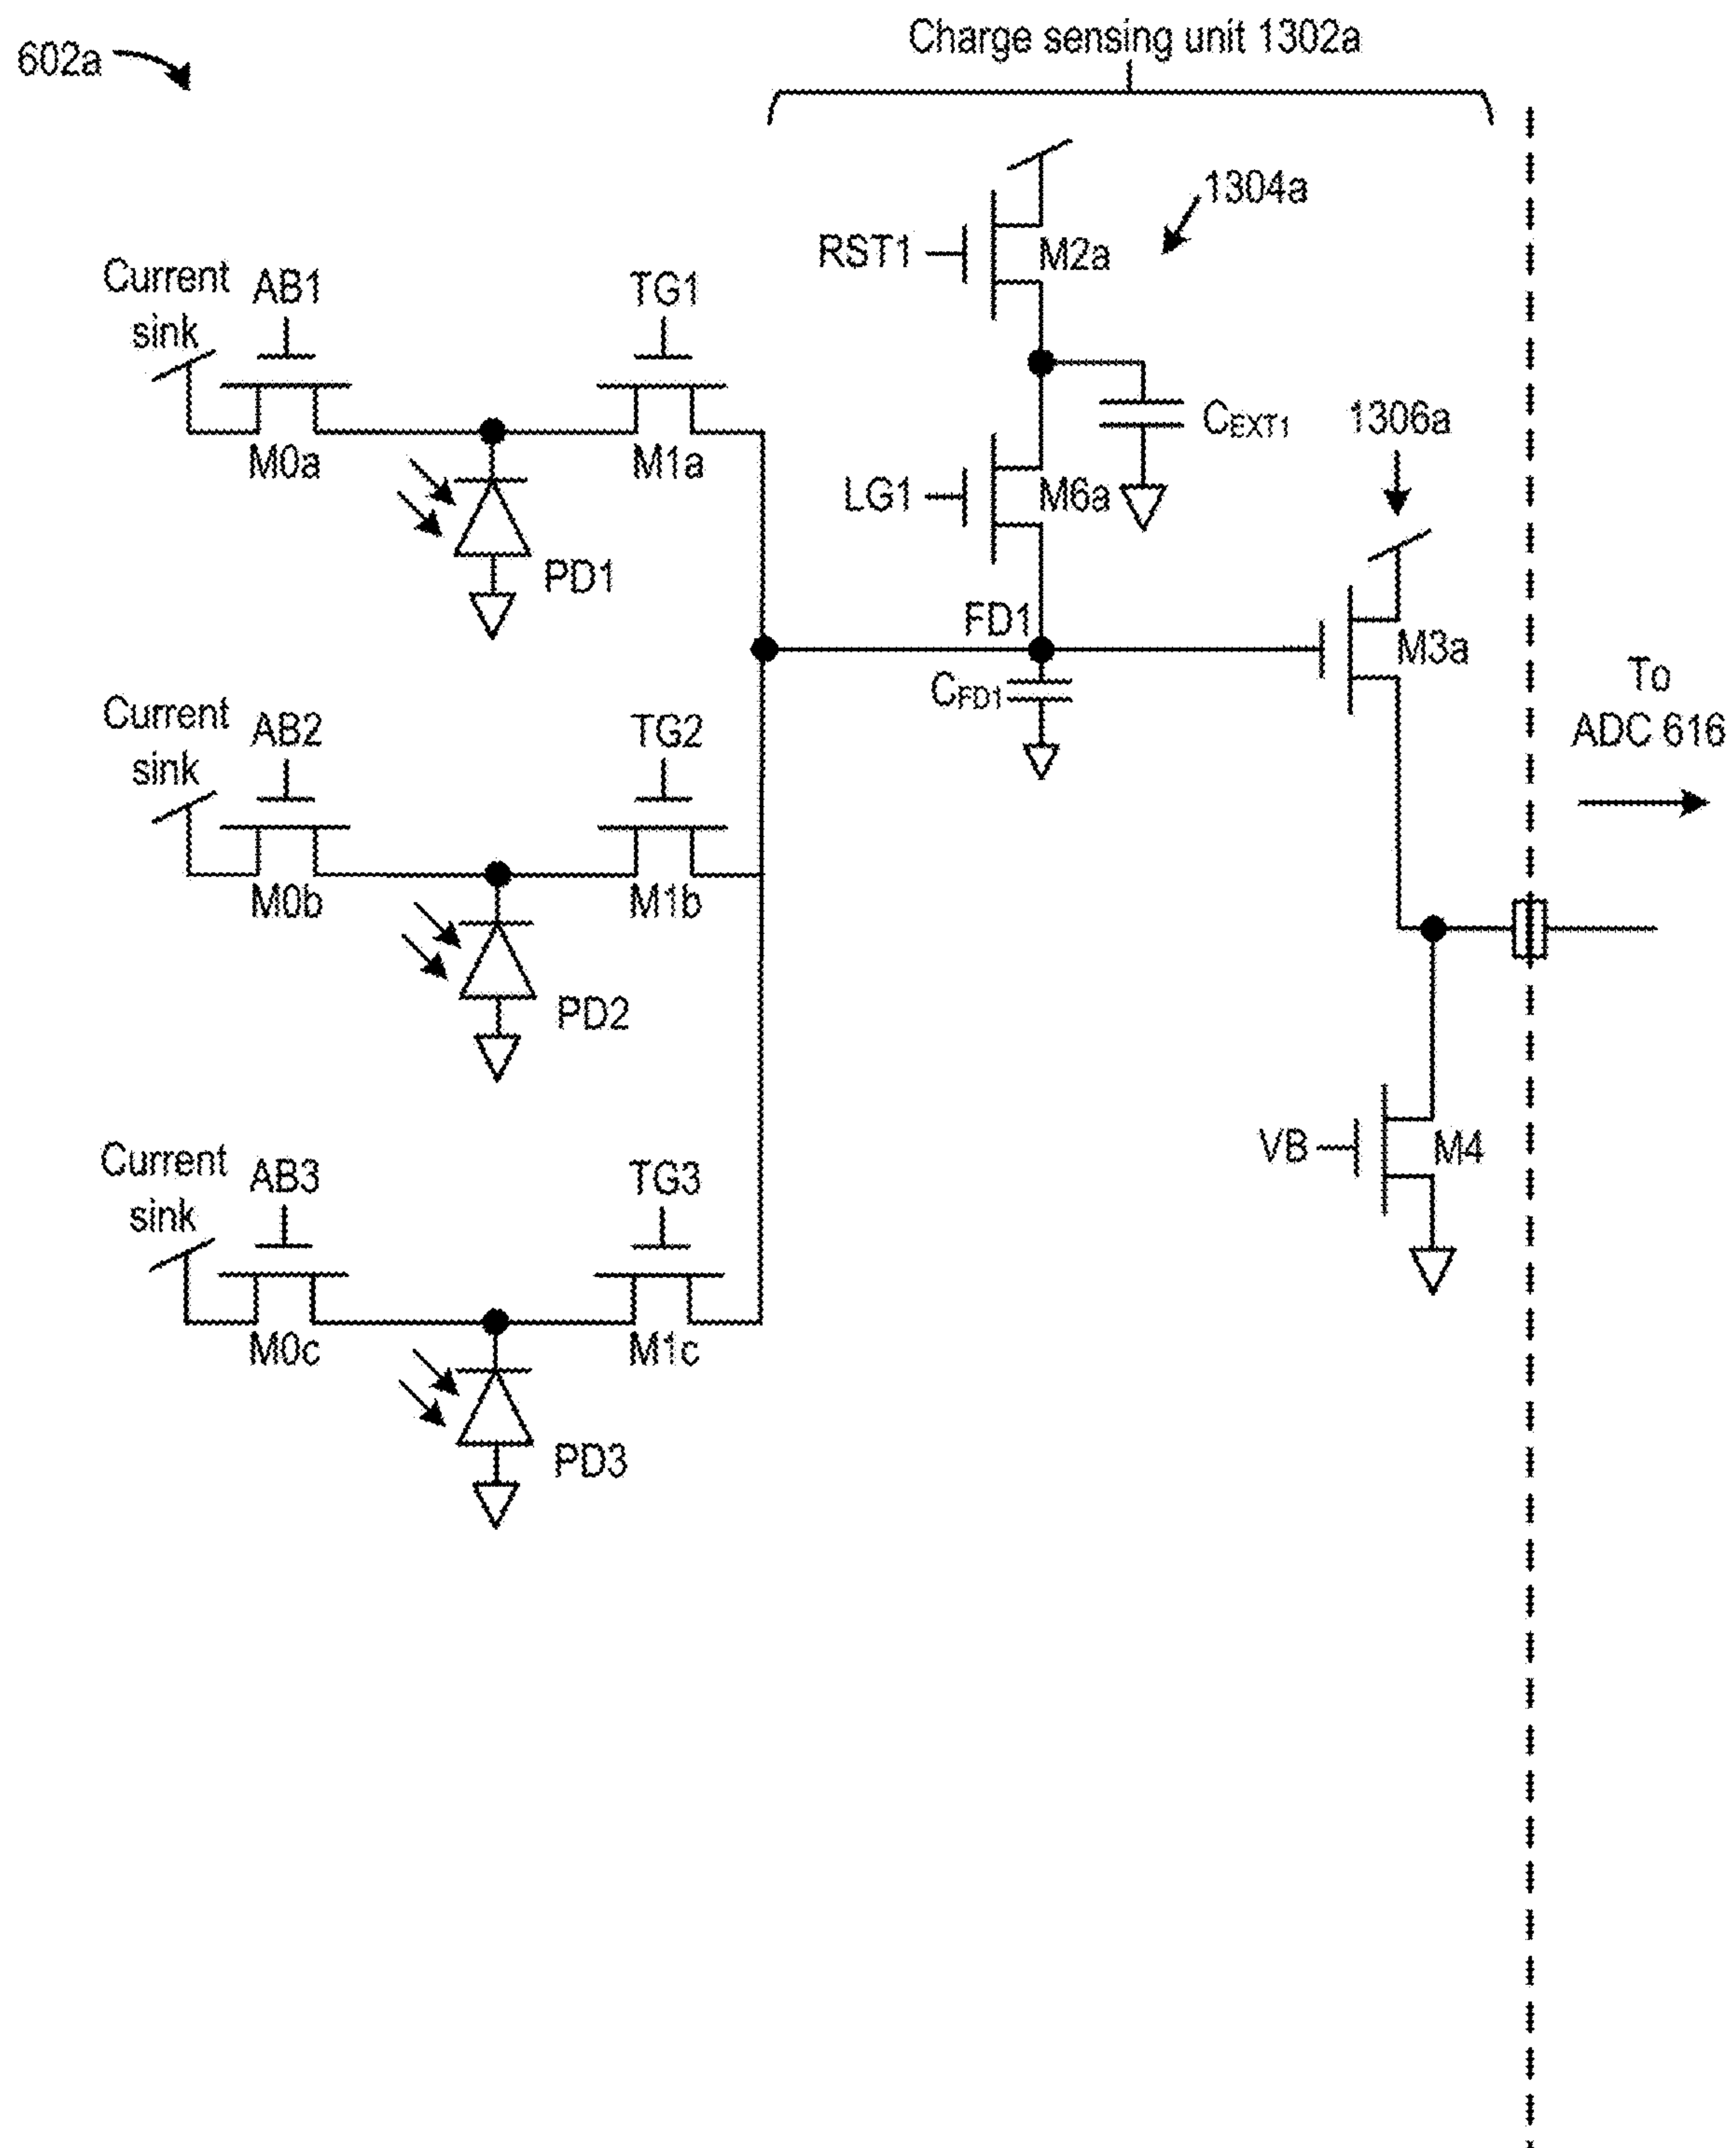 602a
Charge sensing unit 1302a
1304a
RST1
M2a
Current
sink
AB1
TG1
C_EXT1
1306a
M0a
M1a
LG1
M6a
PD1
FD1
M3a
C_FD1
To
ADC 616
Current
sink
AB2
TG2
M0b
M1b
PD2
VB
M4
Current
sink
AB3
TG3
M0c
M1c
PD3